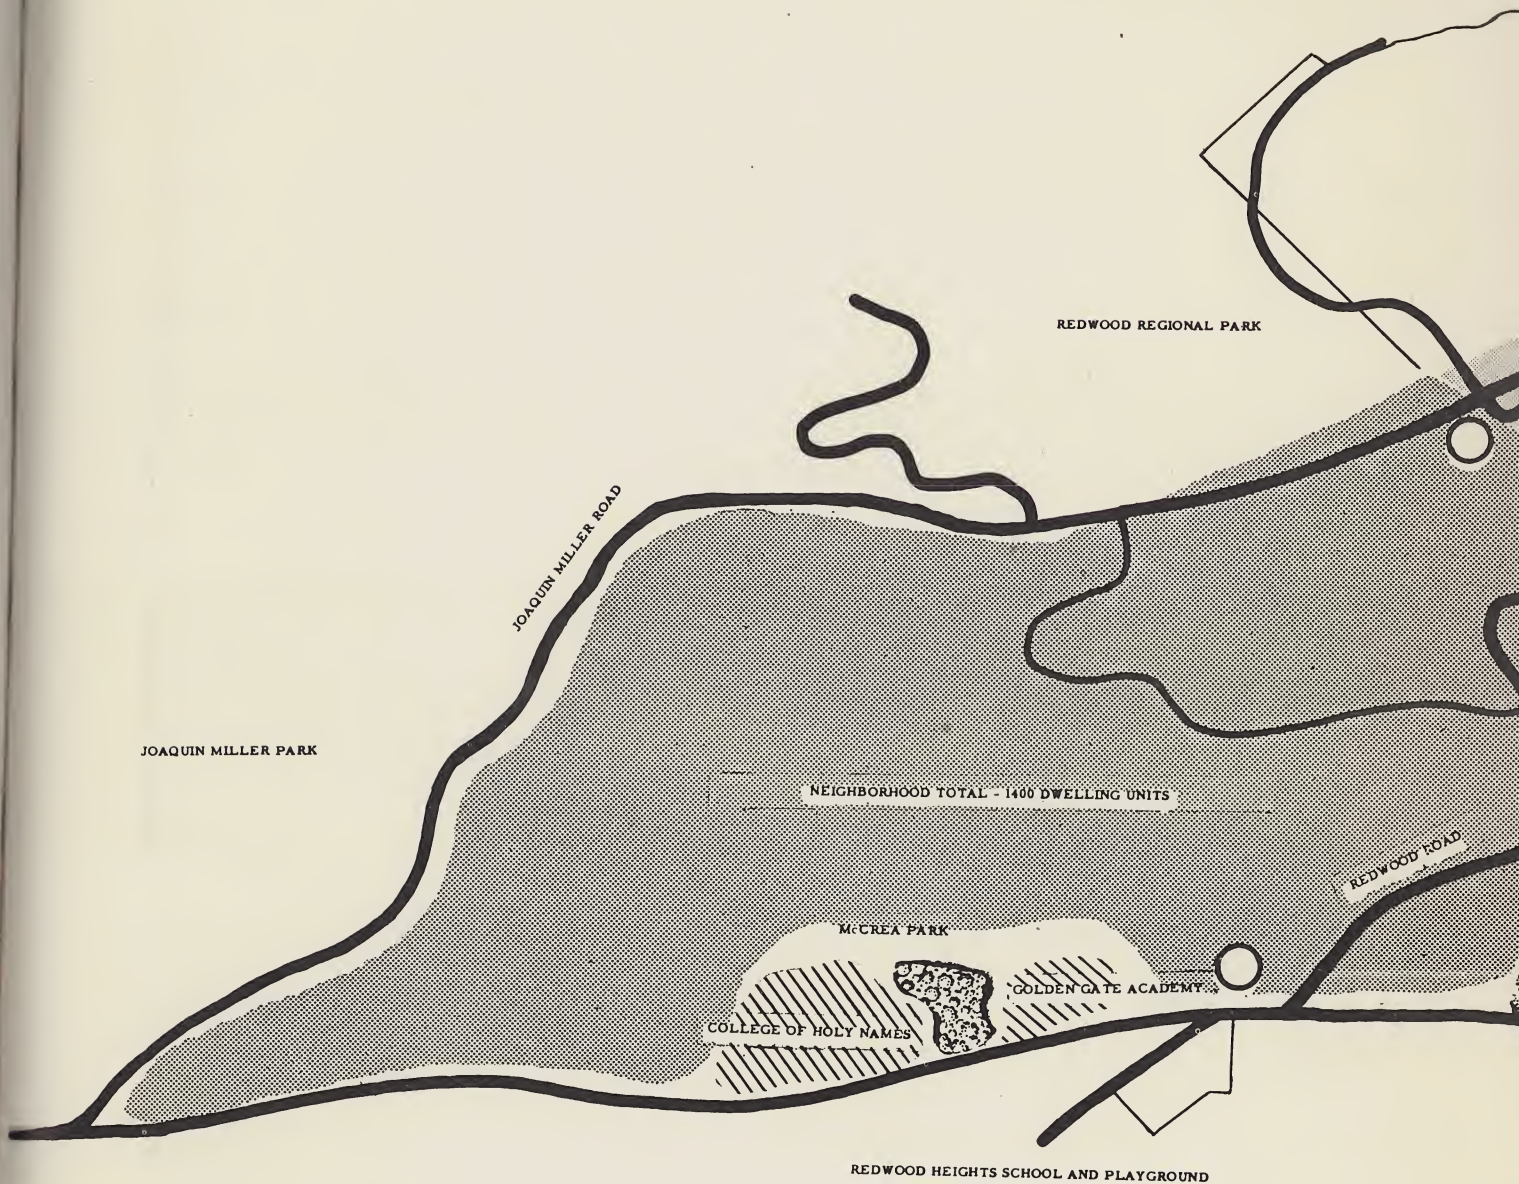 REDWOOD REGIONAL PARK
JOAQUIN MILLER ROAD
JOAQUIN MILLER PARK
NEIGHBORHOOD TOTAL - 1400 DWELLING UNITS
REDWOOD ROAD
McCREA PARK
GOLDEN GATE ACADEMY
COLLEGE OF HOLY NAMES
REDWOOD HEIGHTS SCHOOL AND PLAYGROUND